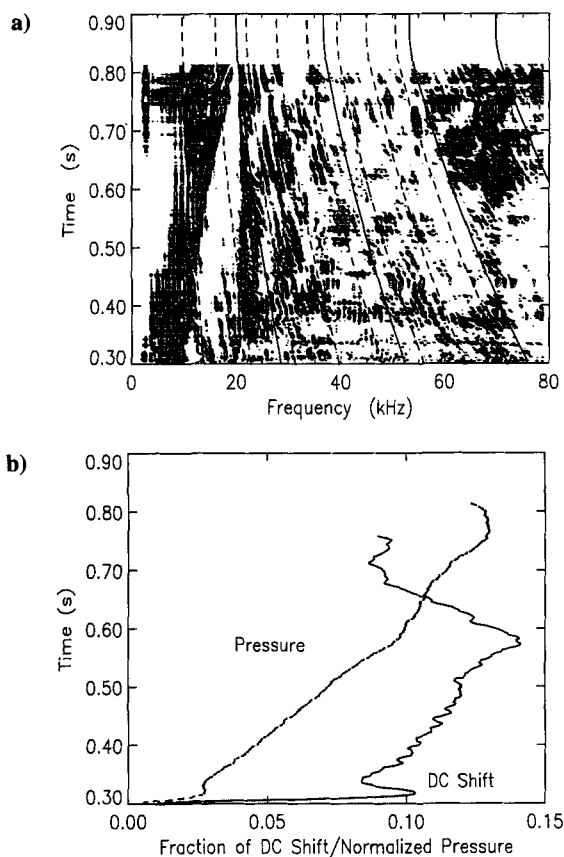 a)
0.90
0.80
0.70
0.60
0.50
0.40
0.30
Time (s)
0
20
40
60
80
Frequency (kHz)
b)
0.90
0.80
0.70
0.60
0.50
0.40
0.30
Time (s)
Pressure
DC Shift
0.00
0.05
0.10
0.15
Fraction of DC Shift/Normalized Pressure